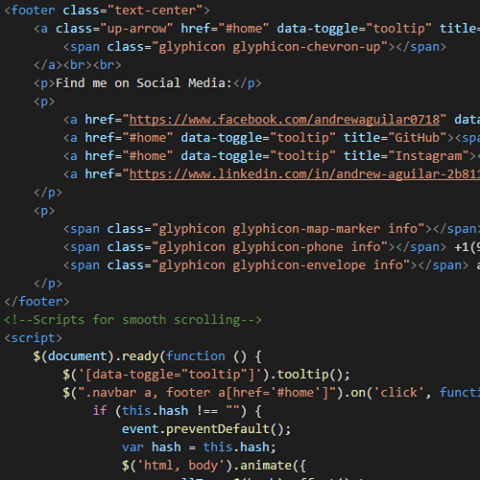 <footer class="text-center">
<a class="up-arrow" href="#home" data-toggle="tooltip" title=
<span class="glyphicon glyphicon-chevron-up"></span>
</a><br><br>
<p>Find me on Social Media:</p>
<p>
<a href="https://www.facebook.com/andrewaguilar0718" data
<a href="#home" data-toggle="tooltip" title="GitHub"><sp
<a href="#home" data-toggle="tooltip" title="Instagram"><
<a href="https://www.linkedin.com/in/andrew-aguilar-2b811
</p>
<p>
<span class="glyphicon glyphicon-map-marker info"></span>
<span class="glyphicon glyphicon-phone info"></span> +1(9
<span class="glyphicon glyphicon-envelope info"></span> a
</p>
</footer>
<!--Scripts for smooth scrolling-->
<script>
$(document).ready(function () {
$('[data-toggle="tooltip"]').tooltip();
$(".navbar a, footer a[href='#home']").on('click', functi
if (this.hash !== "") {
event.preventDefault();
var hash = this.hash;
$('html, body').animate({